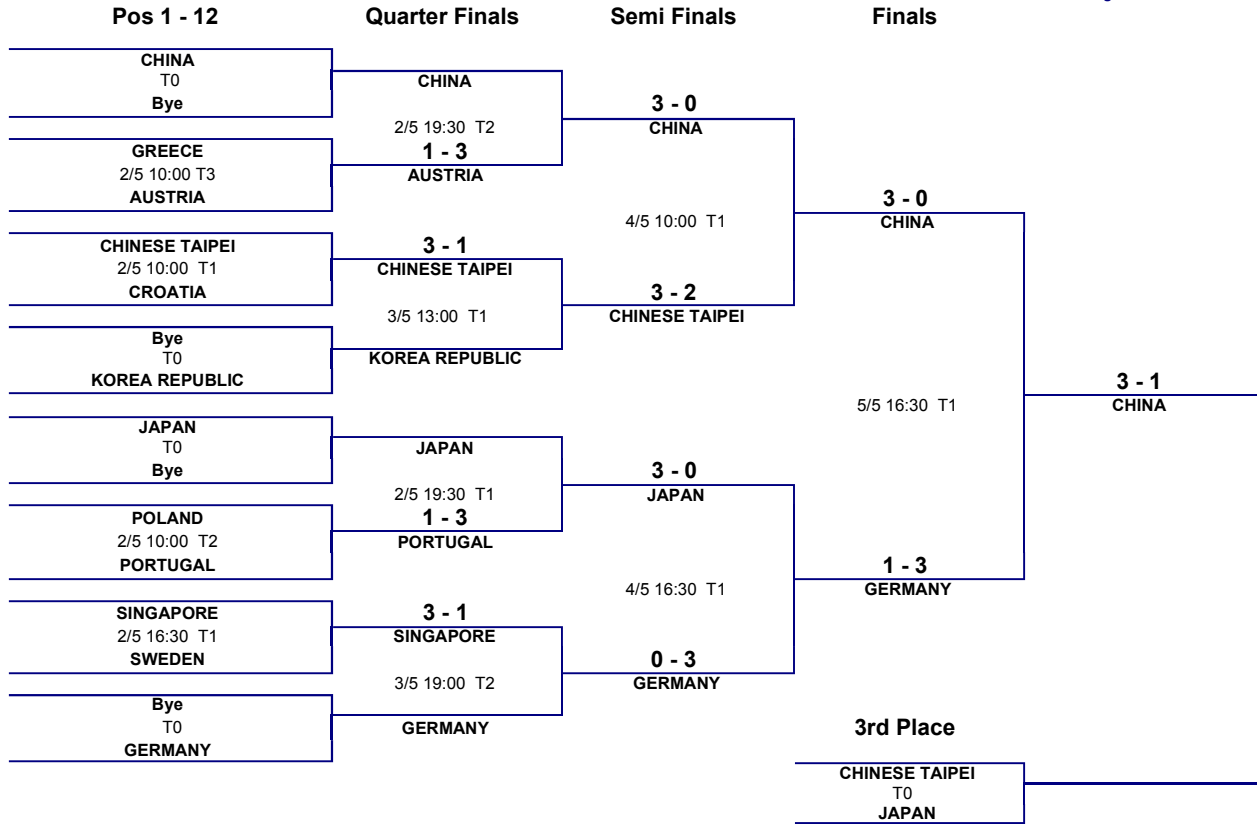 Pos 1 - 12
Quarter Finals
Semi Finals
Finals
CHINA
T0
Bye
GREECE
2/5 10:00 T3
AUSTRIA
CHINESE TAIPEI
2/5 10:00 T1
CROATIA
Bye
T0
KOREA REPUBLIC
JAPAN
T0
Bye
POLAND
2/5 10:00 T2
PORTUGAL
SINGAPORE
2/5 16:30 T1
SWEDEN
Bye
T0
GERMANY
CHINA
2/5 19:30 T2
1 - 3
AUSTRIA
3 - 1
CHINESE TAIPEI
3/5 13:00 T1
KOREA REPUBLIC
JAPAN
2/5 19:30 T1
1 - 3
PORTUGAL
3 - 1
SINGAPORE
3/5 19:00 T2
GERMANY
3 - 0
CHINA
4/5 10:00 T1
3 - 2
CHINESE TAIPEI
3 - 0
JAPAN
4/5 16:30 T1
0 - 3
GERMANY
3 - 0
CHINA
5/5 16:30 T1
1 - 3
GERMANY
3 - 1
CHINA
3rd Place
CHINESE TAIPEI
T0
JAPAN